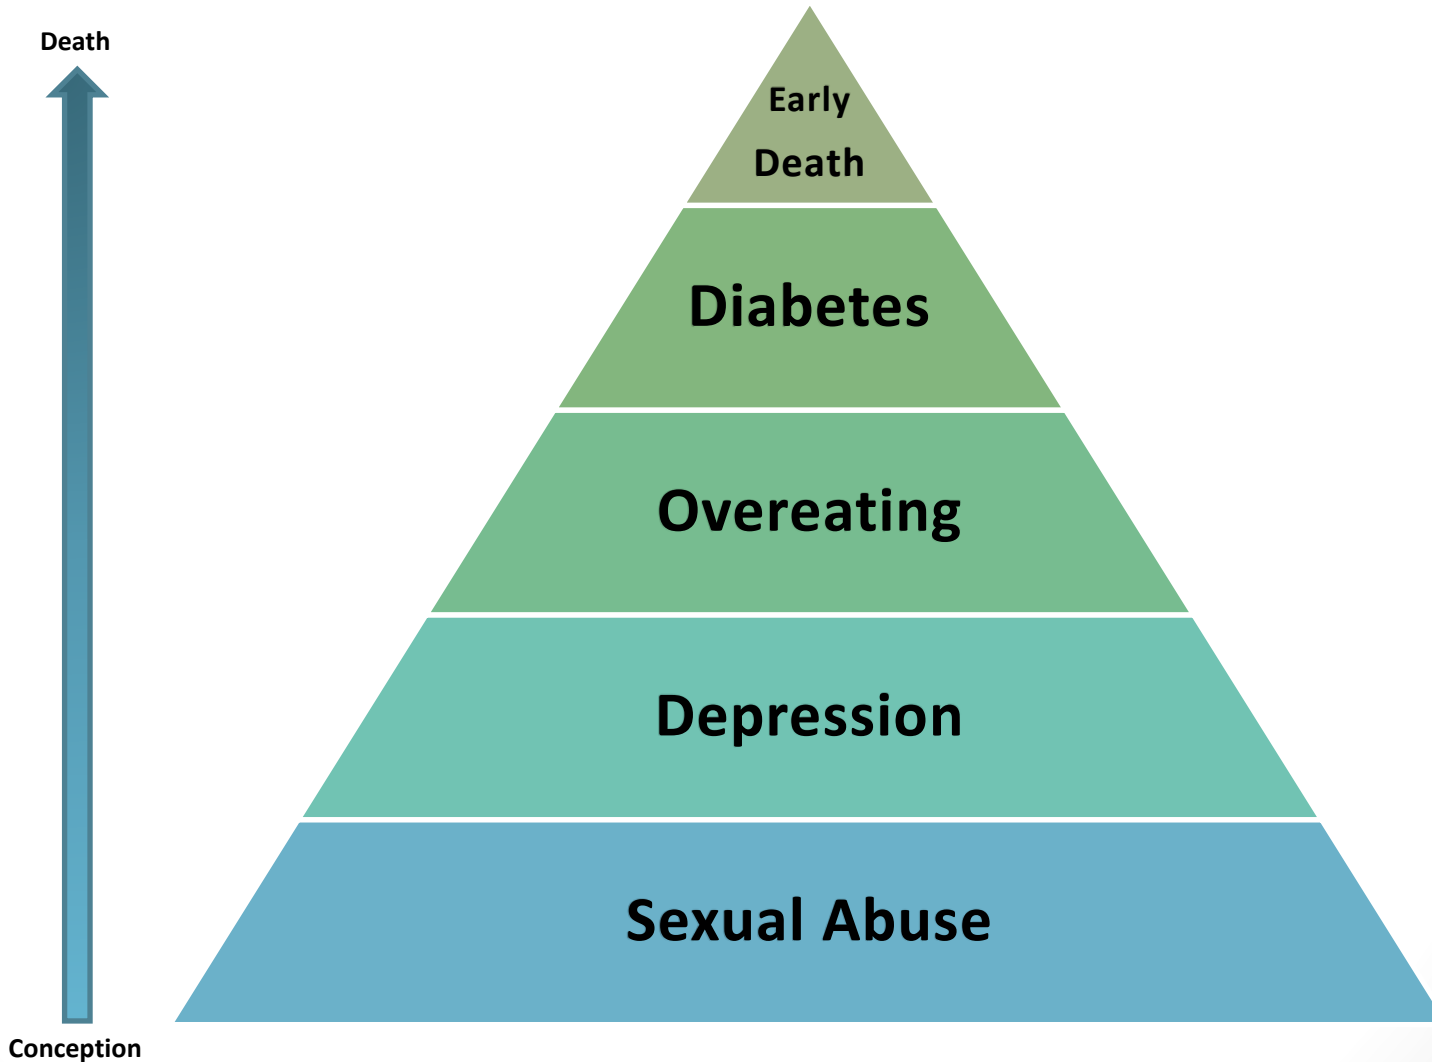 Death
Early
Death
Diabetes
Overeating
Depression
Sexual Abuse
Conception